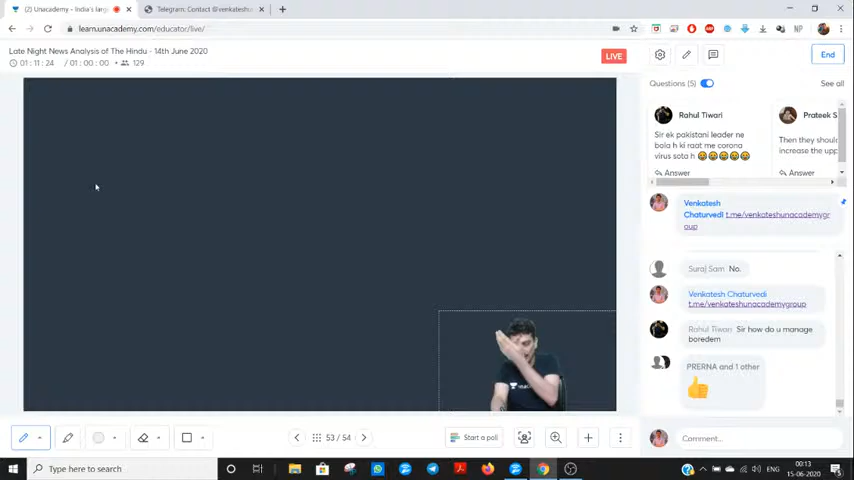 (2) Unacademy - India's larg
Telegram: Contact @venkateshu
learn.unacademy.com/educator/live/
NP
Late Night News Analysis of The Hindu - 14th June 2020
01:11:24 / 01:00:00 • 129
LIVE
End
Questions (5)
See all
Rahul Tiwari
Sir ek pakistani leader ne
bola h ki raat me corona
virus sota h 😂😂😂😂😂
Answer
Prateek S
Then they should
increase the upp
Answer
Venkatesh
Chaturvedi t.me/venkateshunacademygr
oup
Suraj Sam No.
Venkatesh Chaturvedi
t.me/venkateshunacademygroup
Rahul Tiwari Sir how do u manage
boredem
PRERNA and 1 other
👍
53 / 54
Start a poll
Comment...
Type here to search
ENG
00:13
15-06-2020